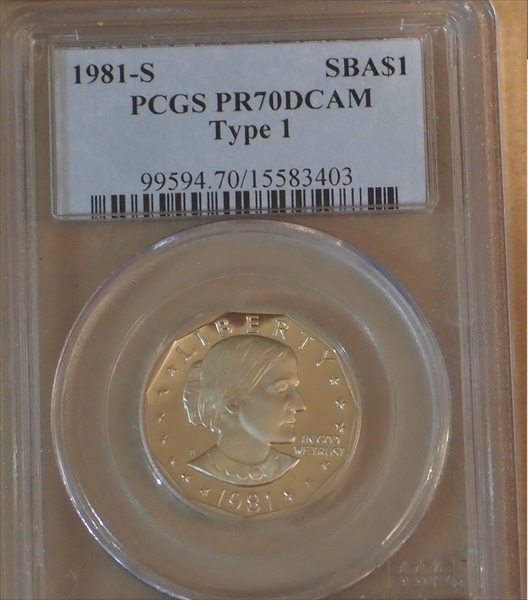 1981-S SBA$1
PCGS PR70DCAM
Type 1
99594.70/15583403
LIBERTY
IN GOD
WE TRUST
1981